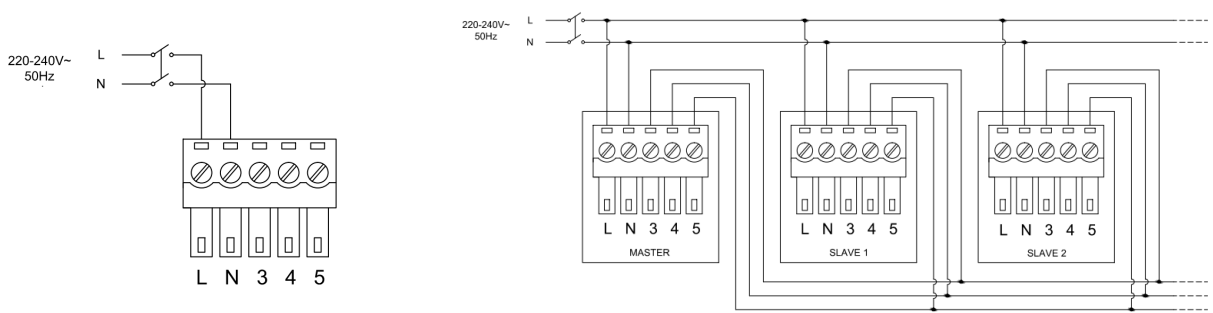 220-240V~
50Hz
L
N
L N 3 4 5
220-240V~
50Hz
L
N
L N 3 4 5
MASTER
L N 3 4 5
SLAVE 1
L N 3 4 5
SLAVE 2